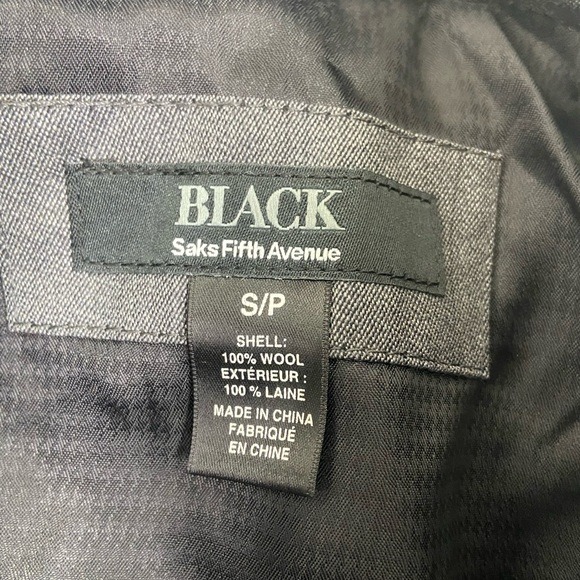 BLACK
Saks Fifth Avenue
S/P
SHELL:
100% WOOL
EXTÉRIEUR :
100 % LAINE
MADE IN CHINA
FABRIQUÉ
EN CHINE